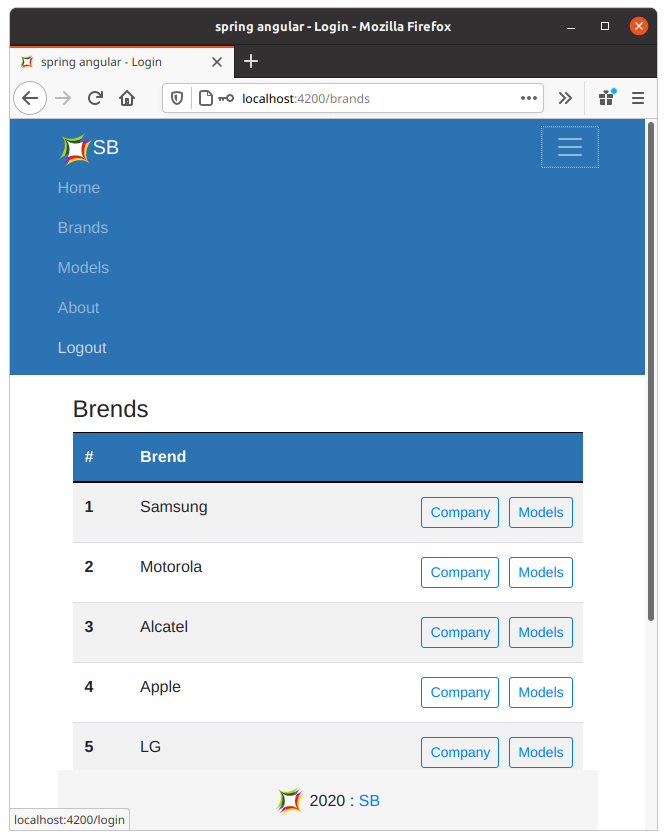 spring angular - Login - Mozilla Firefox
spring angular - Login
localhost:4200/brands
SB
Home
Brands
Models
About
Logout
Brends
# Brend
1 Samsung Company Models
2 Motorola Company Models
3 Alcatel Company Models
4 Apple Company Models
5 LG Company Models
2020 : SB
localhost:4200/login